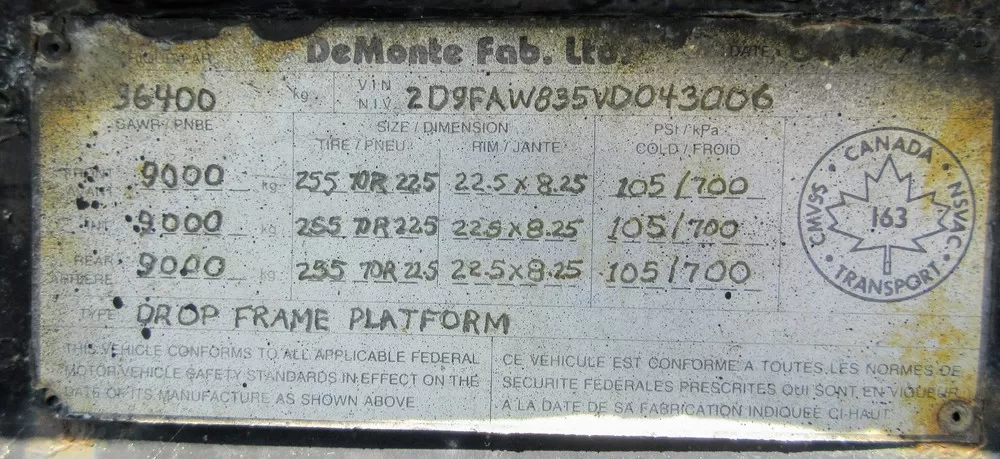 DeMonte Fab. Ltd. DATE
36400 kg V.I.N. N.I.V. 2D9FAW835VD043006
GAWR / PNBE SIZE / DIMENSION PSI / kPa
TIRE / PNEU RIM / JANTE COLD / FROID
9000 kg 255 70R 22.5 22.5 X 8.25 105/700
INT. 9000 kg 255 70R 22.5 22.5 X 8.25 105/700
REAR 9000 kg 255 70R 22.5 22.5 X 8.25 105/700
TYPE DROP FRAME PLATFORM
THIS VEHICLE CONFORMS TO ALL APPLICABLE FEDERAL
MOTOR VEHICLE SAFETY STANDARDS IN EFFECT ON THE
DATE OF ITS MANUFACTURE AS SHOWN ABOVE
CE VEHICULE EST CONFORME A TOUTES LES NORMES DE
SECURITE FEDERALES PRESCRITES QUI SONT EN VIGUEUR
A LA DATE DE SA FABRICATION INDIQUEE CI-HAUT
CANADA
CMVSS 163 NSVAC
TRANSPORT